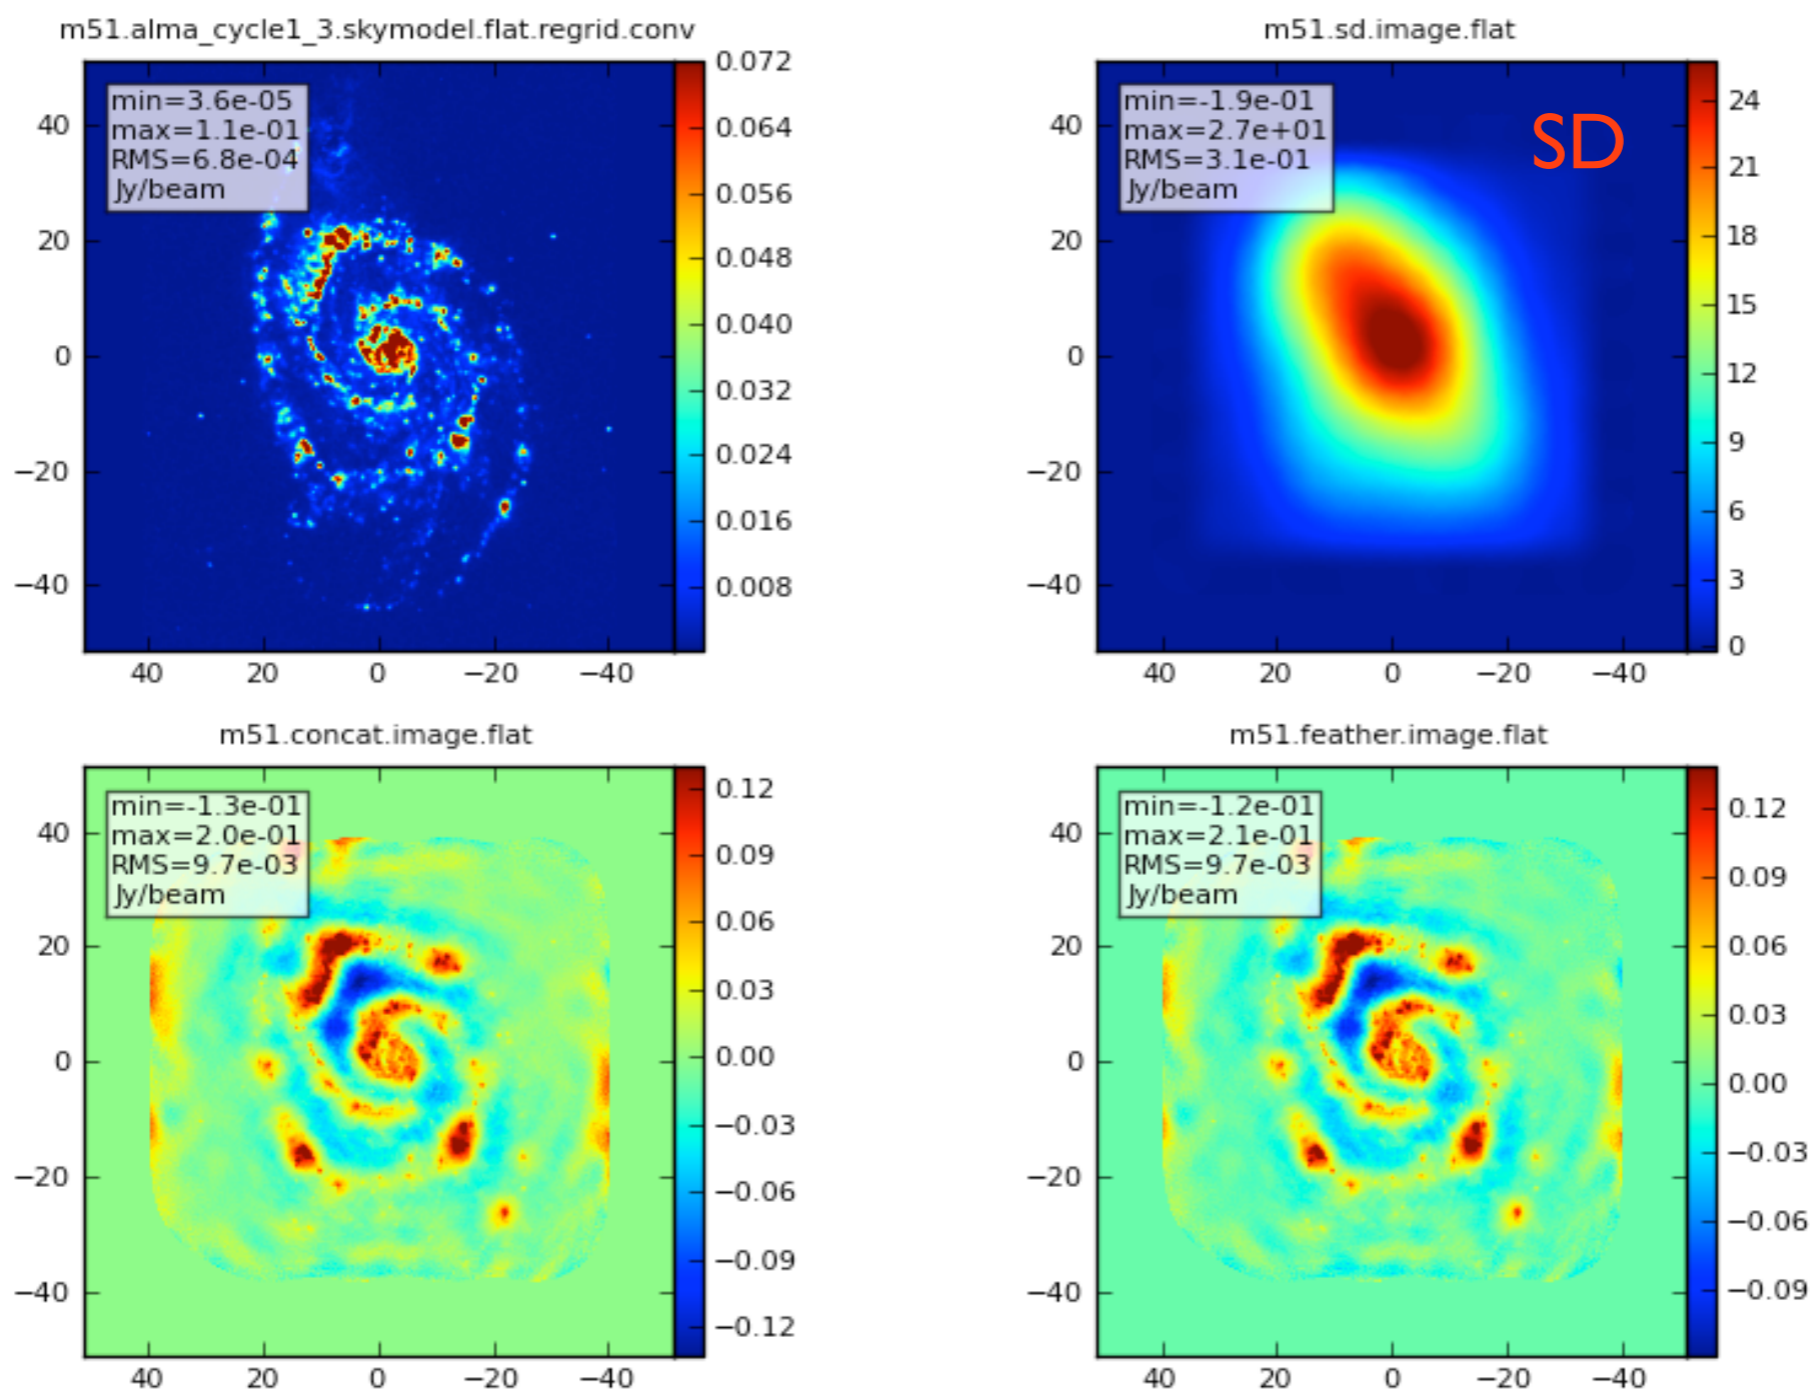 m51.alma_cycle1_3.skymodel.flat.regrid.conv
min=3.6e-05
max=1.1e-01
RMS=6.8e-04
Jy/beam
40
20
0
−20
−40
40 20 0 −20 −40
0.072
0.064
0.056
0.048
0.040
0.032
0.024
0.016
0.008
m51.sd.image.flat
min=-1.9e-01
max=2.7e+01
RMS=3.1e-01
Jy/beam
SD
40
20
0
−20
−40
40 20 0 −20 −40
24
21
18
15
12
9
6
3
0
m51.concat.image.flat
min=-1.3e-01
max=2.0e-01
RMS=9.7e-03
Jy/beam
40
20
0
−20
−40
40 20 0 −20 −40
0.12
0.09
0.06
0.03
0.00
−0.03
−0.06
−0.09
−0.12
m51.feather.image.flat
min=-1.2e-01
max=2.1e-01
RMS=9.7e-03
Jy/beam
40
20
0
−20
−40
40 20 0 −20 −40
0.12
0.09
0.06
0.03
0.00
−0.03
−0.06
−0.09